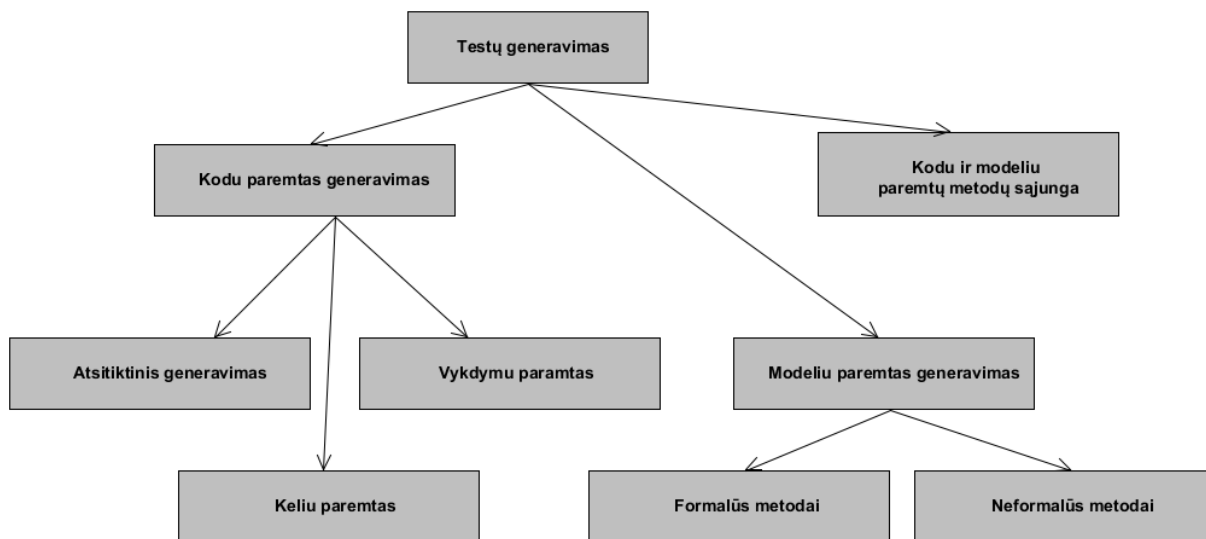 Testų generavimas
Kodu paremtas generavimas
Kodu ir modeliu
paremtų metodų sąjunga
Atsitiktinis generavimas
Vykdymu paramtas
Modeliu paremtas generavimas
Keliu paremtas
Formalūs metodai
Neformalūs metodai